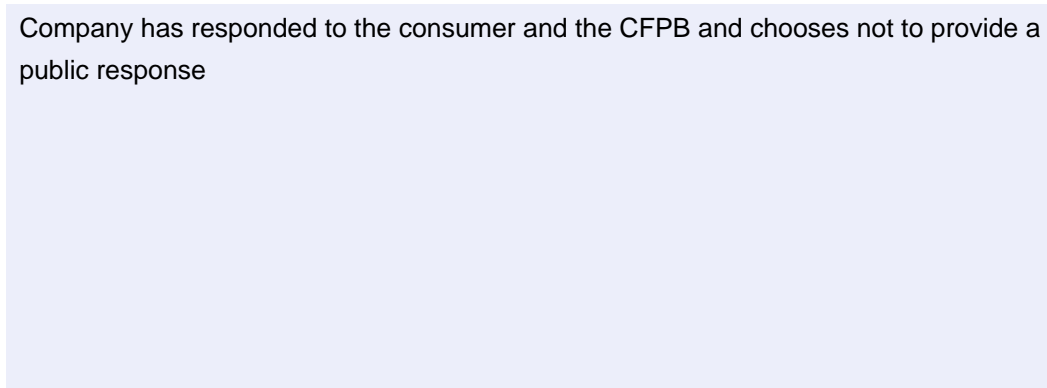 Company has responded to the consumer and the CFPB and chooses not to provide a
public response